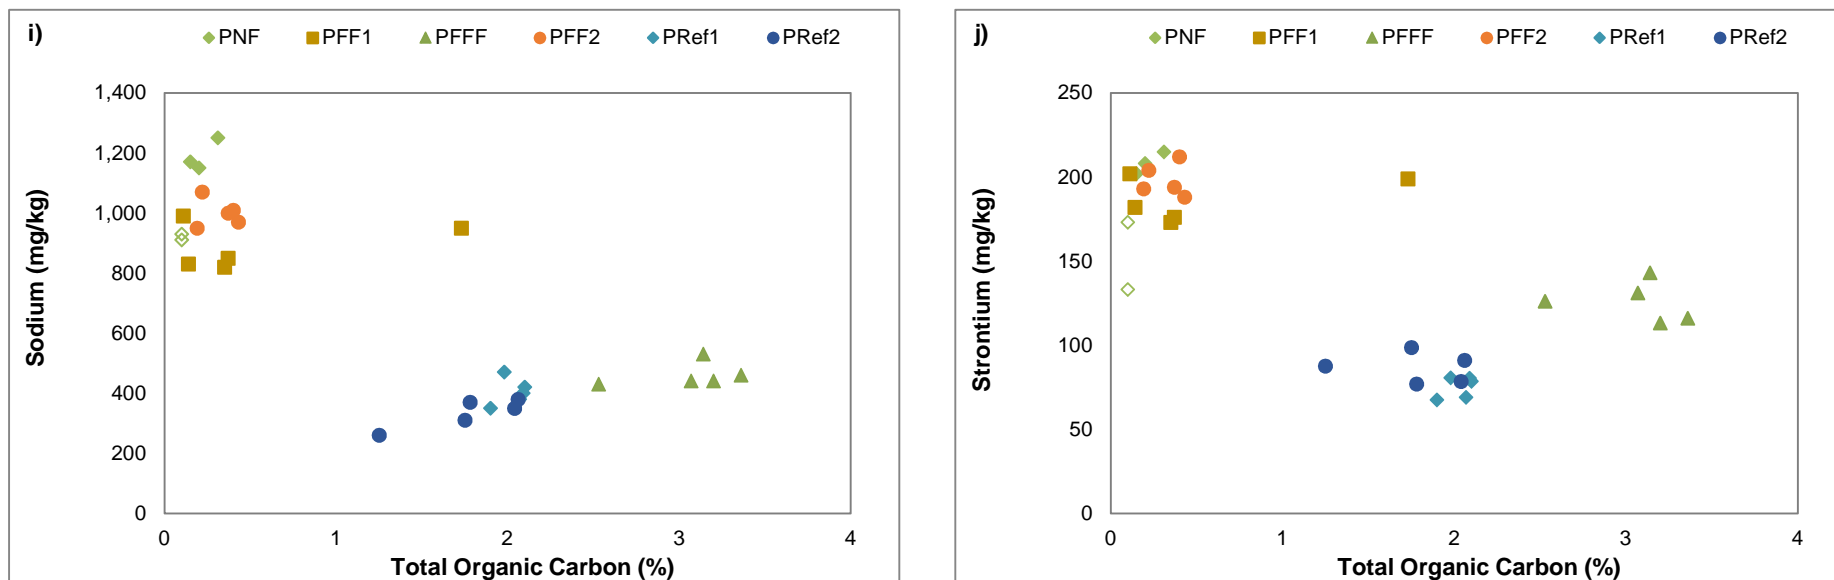 i)
PNF PFF1 PFFF PFF2 PRef1 PRef2
1,400
1,200
1,000
800
600
400
200
0
0 1 2 3 4
Sodium (mg/kg)
Total Organic Carbon (%)
j)
PNF PFF1 PFFF PFF2 PRef1 PRef2
250
200
150
100
50
0
0 1 2 3 4
Strontium (mg/kg)
Total Organic Carbon (%)